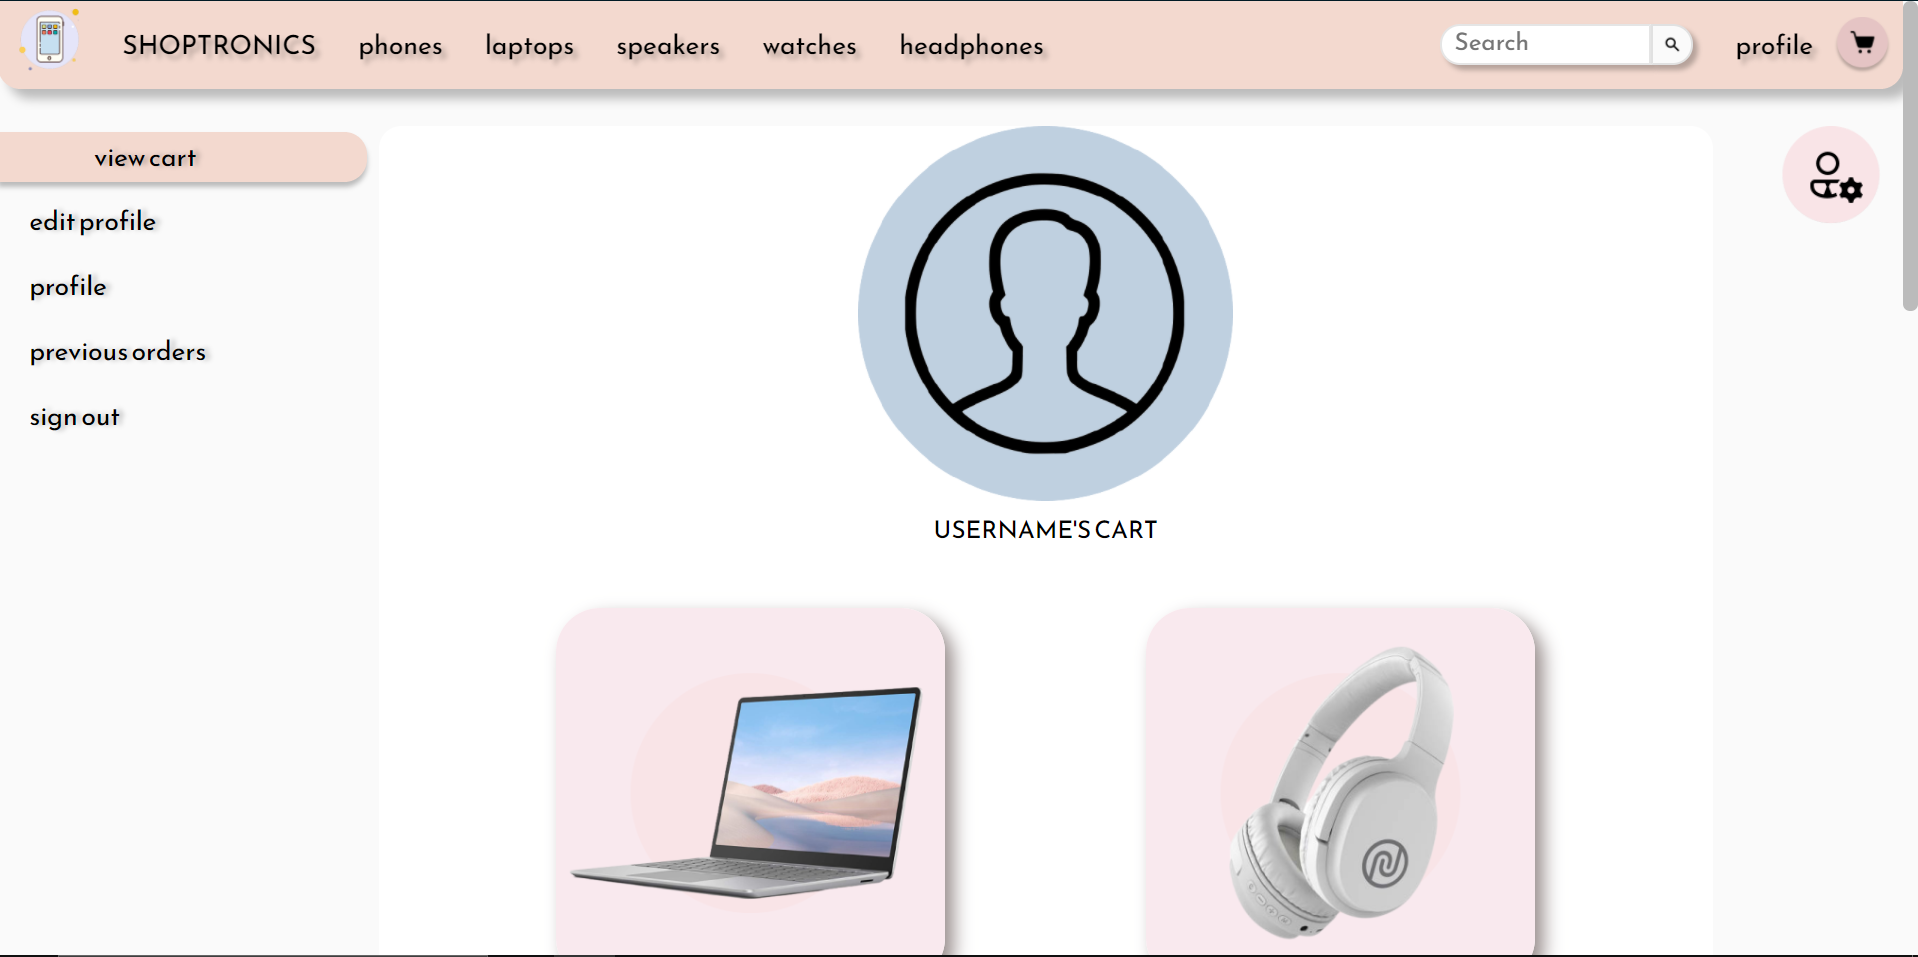 SHOPTRONICS phones laptops speakers watches headphones Search profile
view cart
edit profile
profile
previous orders
sign out
USERNAME'S CART